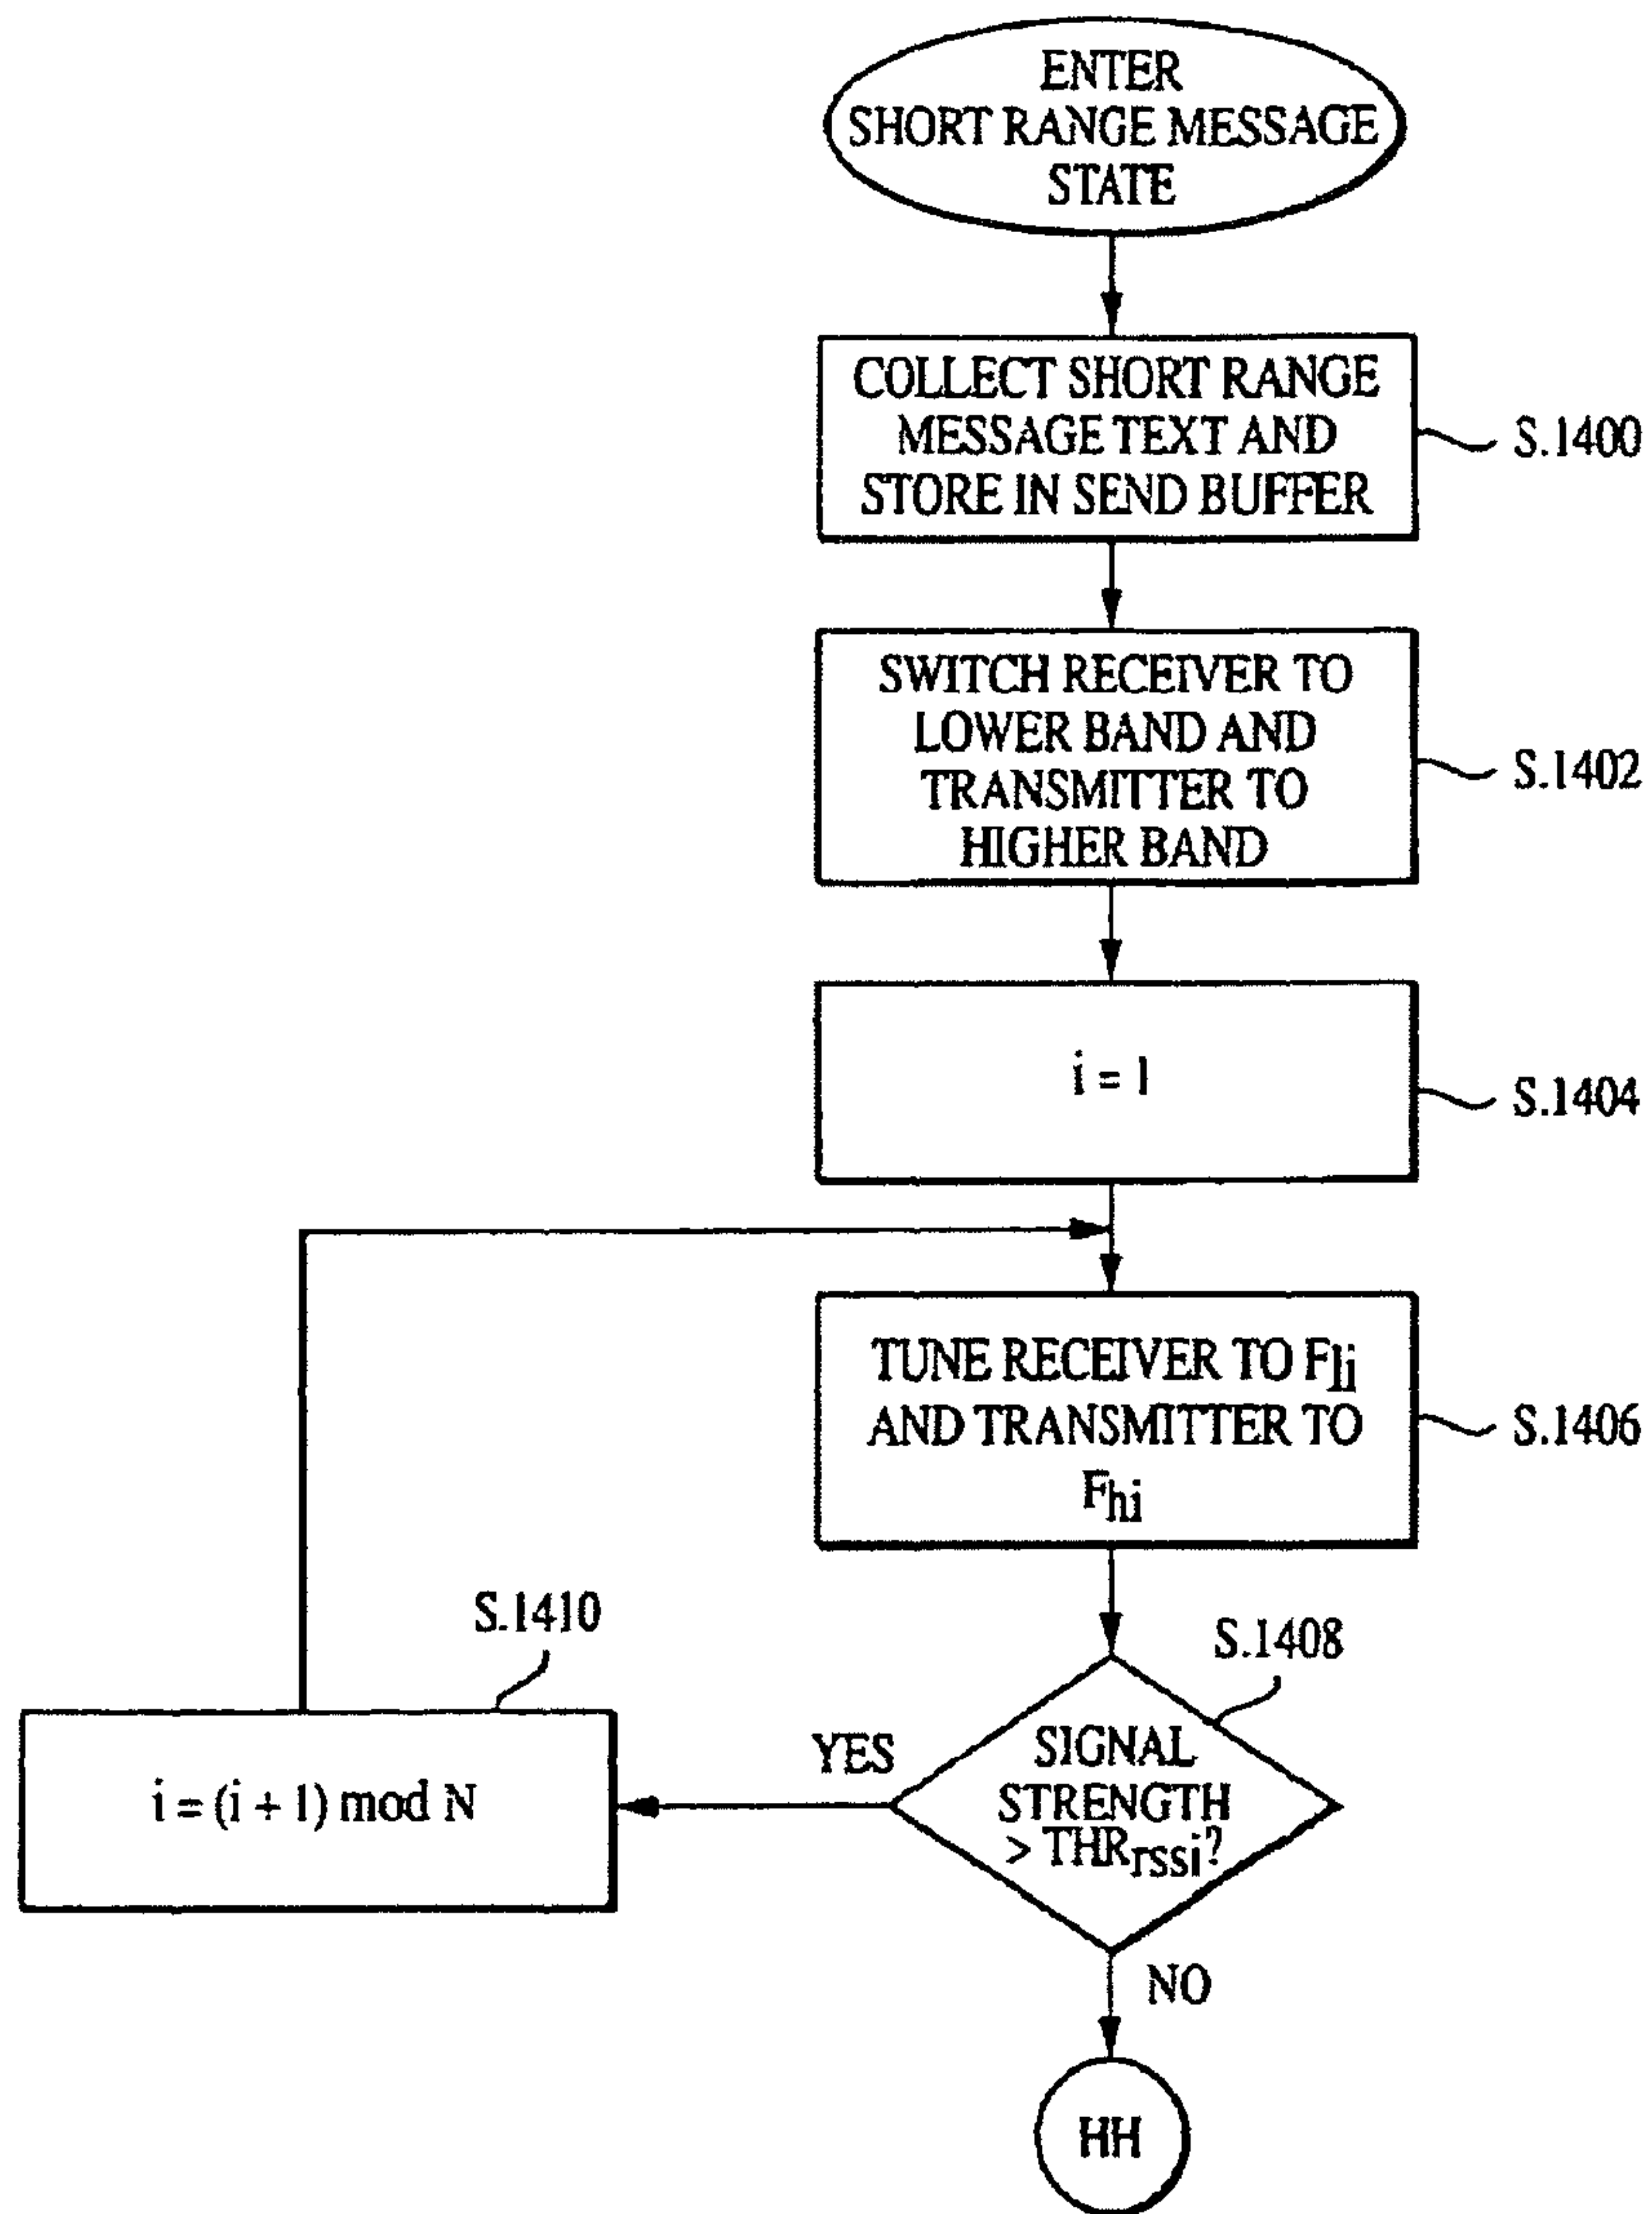 ENTER
SHORT RANGE MESSAGE
STATE
COLLECT SHORT RANGE
MESSAGE TEXT AND
STORE IN SEND BUFFER
S.1400
SWITCH RECEIVER TO
LOWER BAND AND
TRANSMITTER TO
HIGHER BAND
S.1402
i = 1
S.1404
TUNE RECEIVER TO Fli
AND TRANSMITTER TO
Fhi
S.1406
S.1410
i = (i + 1) mod N
YES
S.1408
SIGNAL
STRENGTH
> THRrssi?
NO
HH